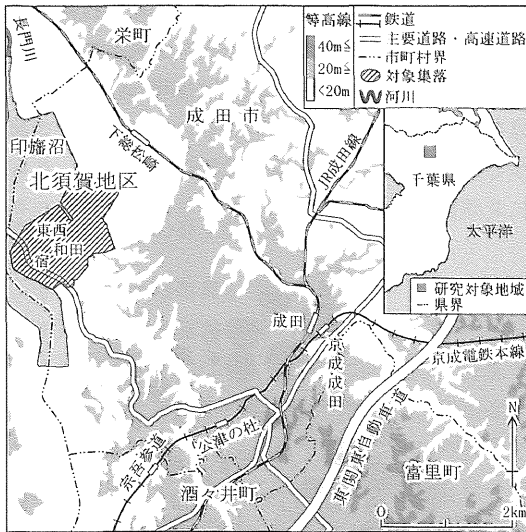 等高線
40m≦
20m≦
<20m
鉄道
主要道路・高速道路
市町村界
対象集落
河川
長門川
栄町
成田市
下総松崎
JR成田線
印旛沼
北須賀地区
東
西
和田
宿
千葉県
太平洋
研究対象地域
県界
成田
京成成田
京成電鉄本線
公津の杜
宗吾参道
東関東自動車道
酒々井町
富里町
N
0 2km